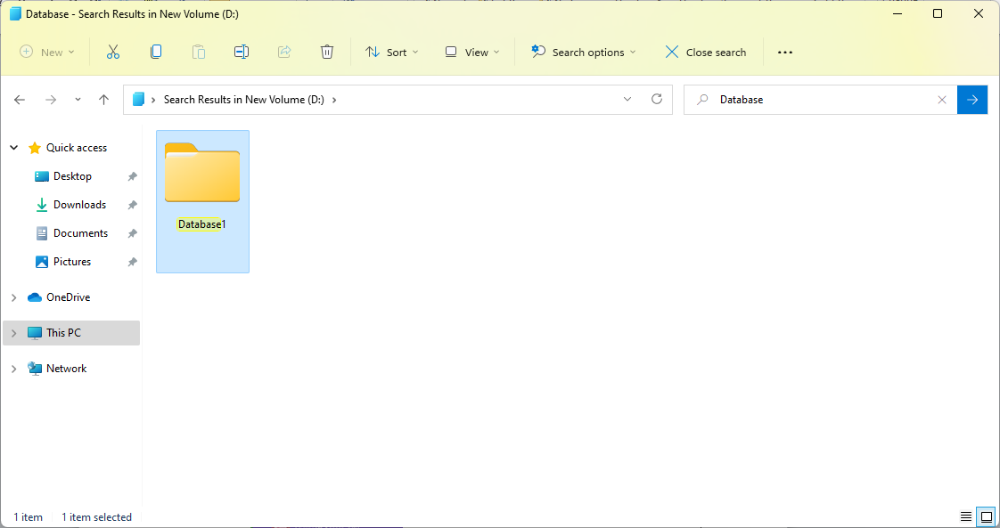 Database - Search Results in New Volume (D:)
New
Sort
View
Search options
Close search
Search Results in New Volume (D:)
Database
Quick access
Desktop
Downloads
Documents
Pictures
OneDrive
This PC
Network
Database1
1 item
1 item selected